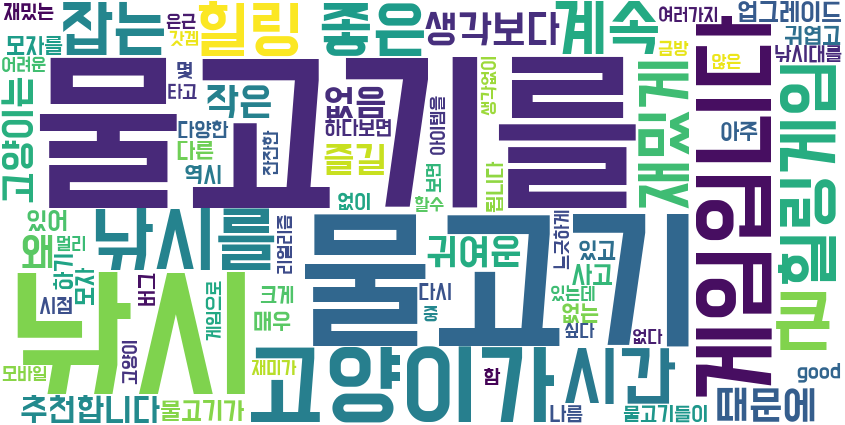 재밌는
은근
잡는
힐링
좋은
생각보다
계속
여러가지
업그레이드
모자를
갓겜
금방
귀엽고
어려운
몇
타고
작은
없음
하다보면
아이템을
생각없이
않은
낚시대를
고양이는
물고기를
다양한
잔잔한
즐길
재밌게
게임입니다
아주
힐링게임
다른
역시
보면
됩니다
있어
낚시를
없이
할수
왜
멀리
리얼리즘
물고기
귀여운
느긋하게
있고
하기
모자
사고
낚시
시점
버그
게임으로
크게
매우
다시
중
있는데
없는
싶다
없다
큰
모바일
고양이
재미가
고양이가
함
시간
good
추천합니다
물고기가
나름
물고기들이
때문에